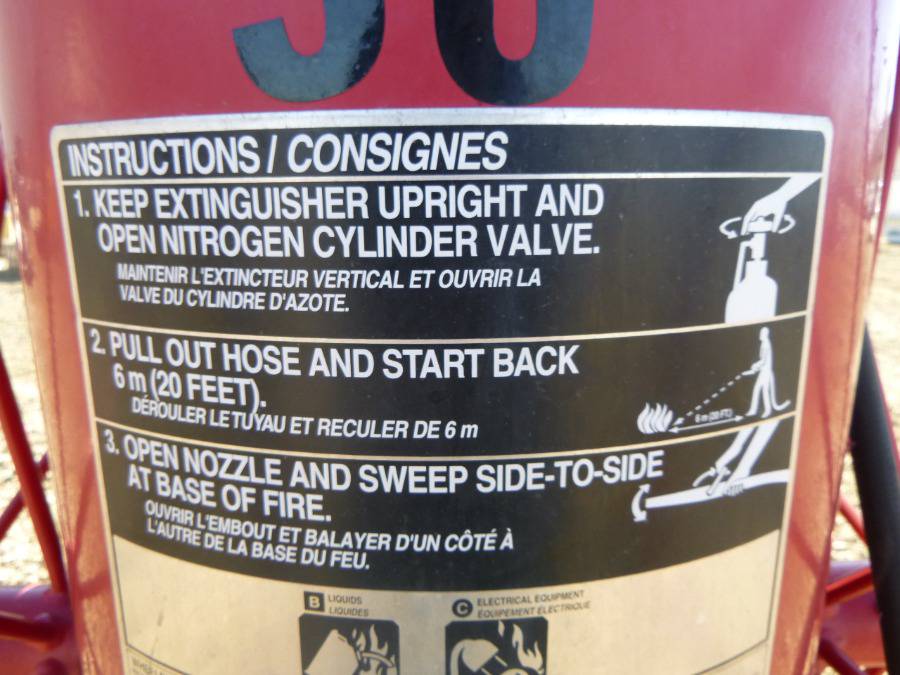 INSTRUCTIONS / CONSIGNES
1. KEEP EXTINGUISHER UPRIGHT AND
OPEN NITROGEN CYLINDER VALVE.
MAINTENIR L'EXTINCTEUR VERTICAL ET OUVRIR LA
VALVE DU CYLINDRE D'AZOTE.
2. PULL OUT HOSE AND START BACK
6 m (20 FEET).
DÉROULER LE TUYAU ET RECULER DE 6 m
6 m (20 FT)
3. OPEN NOZZLE AND SWEEP SIDE-TO-SIDE
AT BASE OF FIRE.
OUVRIR L'EMBOUT ET BALAYER D'UN CÔTÉ À
L'AUTRE DE LA BASE DU FEU.
B LIQUIDS
LIQUIDES
C ELECTRICAL EQUIPMENT
ÉQUIPEMENT ÉLECTRIQUE